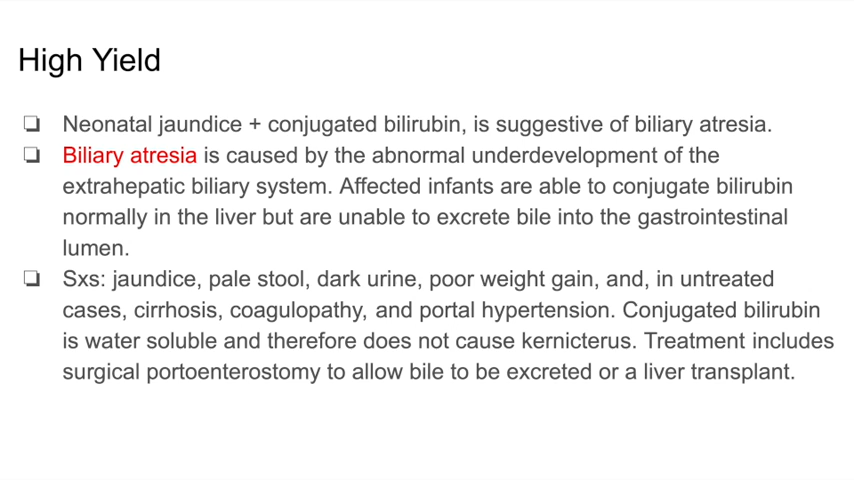 High Yield
❏ Neonatal jaundice + conjugated bilirubin, is suggestive of biliary atresia.
❏ Biliary atresia is caused by the abnormal underdevelopment of the
extrahepatic biliary system. Affected infants are able to conjugate bilirubin
normally in the liver but are unable to excrete bile into the gastrointestinal
lumen.
❏ Sxs: jaundice, pale stool, dark urine, poor weight gain, and, in untreated
cases, cirrhosis, coagulopathy, and portal hypertension. Conjugated bilirubin
is water soluble and therefore does not cause kernicterus. Treatment includes
surgical portoenterostomy to allow bile to be excreted or a liver transplant.